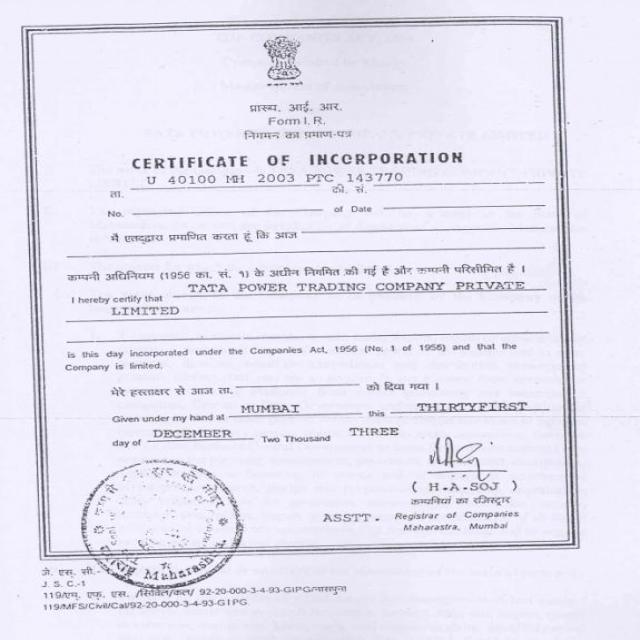 प्रारूप. आई. आर.
Form I. R.
निगमन का प्रमाण-पत्र
CERTIFICATE OF INCORPORATION
U 40100 MH 2003 PTC 143770
ता. की. सं.
No. of Date
मैं एतद्द्वारा प्रमाणित करता हूं कि आज
कम्पनी अधिनियम (1956 का. सं. १) के अधीन निगमित की गई है और कम्पनी परिसीमित है ।
I hereby certify that TATA POWER TRADING COMPANY PRIVATE
LIMITED
is this day incorporated under the Companies Act, 1956 (No. 1 of 1956) and that the
Company is limited.
मेरे हस्ताक्षर से आज ता. को दिया गया ।
Given under my hand at MUMBAI this THIRTYFIRST
day of DECEMBER Two Thousand THREE
( H.A.SOJ )
कम्पनियों का रजिस्ट्रार
ASSTT. Registrar of Companies
Maharastra, Mumbai
Maharashtra
जे. एस. सी.-
J. S. C.-1
119/एम. एफ. एस. /सिविल/कल/ 92-20-000-3-4-93-GIPG/नासपुना
119/MFS/Civil/Cal/92-20-000-3-4-93-GIPG.